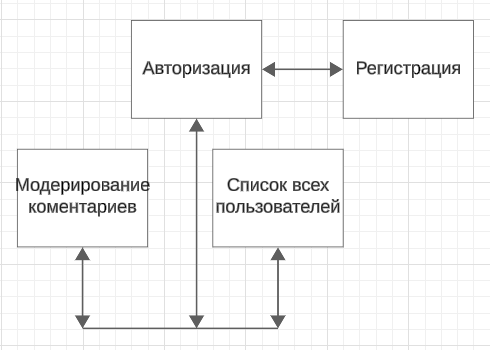 Авторизация
Регистрация
Модерирование
коментариев
Список всех
пользователей